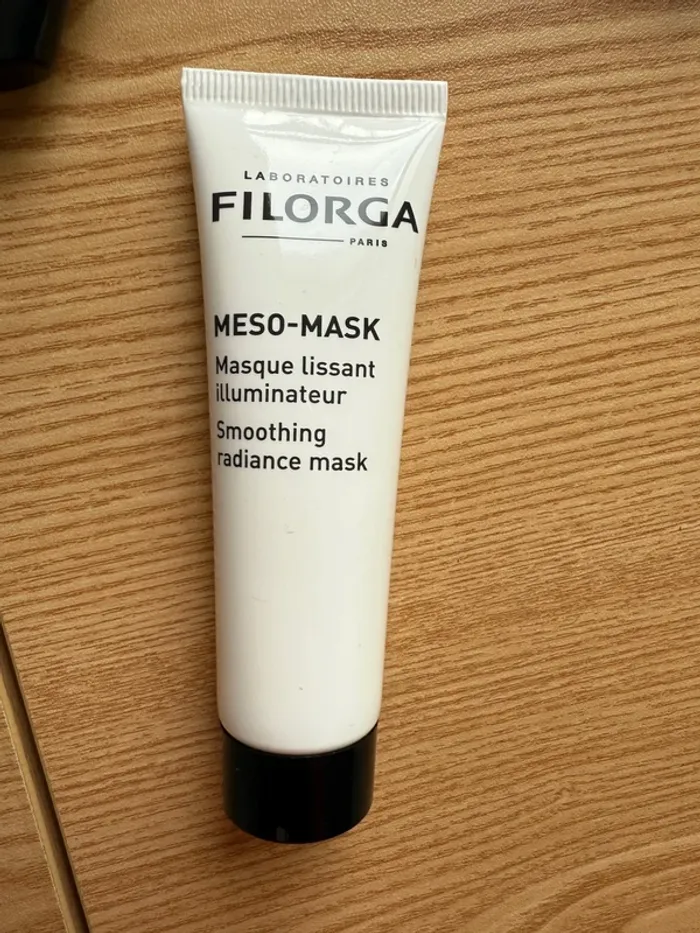 LABORATOIRES
FILORGA
PARIS
MESO-MASK
Masque lissant
illuminateur
Smoothing
radiance mask